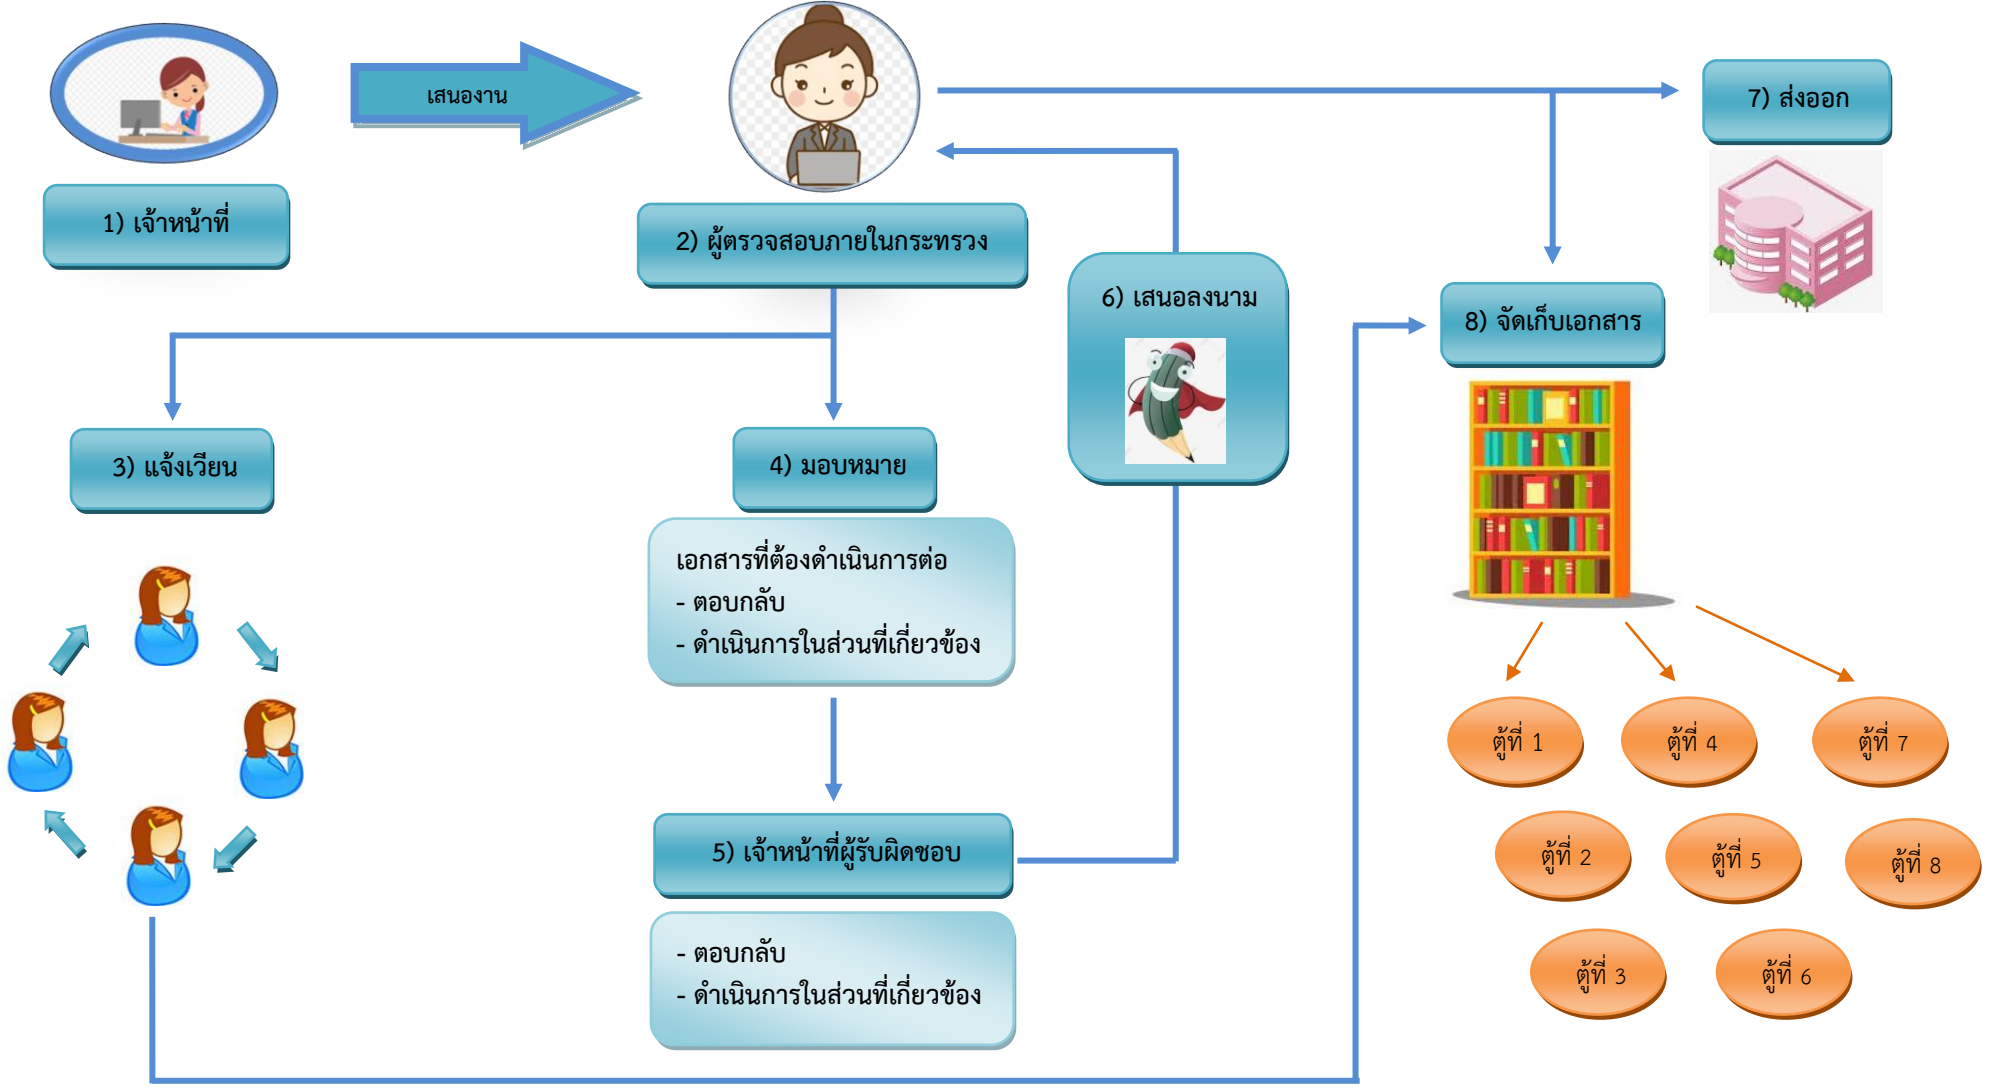 เสนองาน
7) ส่งออก
1) เจ้าหน้าที่
2) ผู้ตรวจสอบภายในกระทรวง
6) เสนอลงนาม
8) จัดเก็บเอกสาร
3) แจ้งเวียน
4) มอบหมาย
เอกสารที่ต้องดำเนินการต่อ
- ตอบกลับ
- ดำเนินการในส่วนที่เกี่ยวข้อง
5) เจ้าหน้าที่ผู้รับผิดชอบ
- ตอบกลับ
- ดำเนินการในส่วนที่เกี่ยวข้อง
ตู้ที่ 1
ตู้ที่ 4
ตู้ที่ 7
ตู้ที่ 2
ตู้ที่ 5
ตู้ที่ 8
ตู้ที่ 3
ตู้ที่ 6